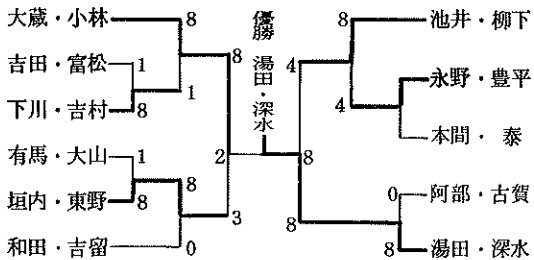 大蔵・小林
吉田・富松
下川・吉村
有馬・大山
垣内・東野
和田・吉留
8
1
8
1
1
8
8
0
8
3
2
優勝 湯田・深水
8
4
8
8
4
0
8
池井・柳下
永野・豊平
本間・泰
阿部・古賀
湯田・深水